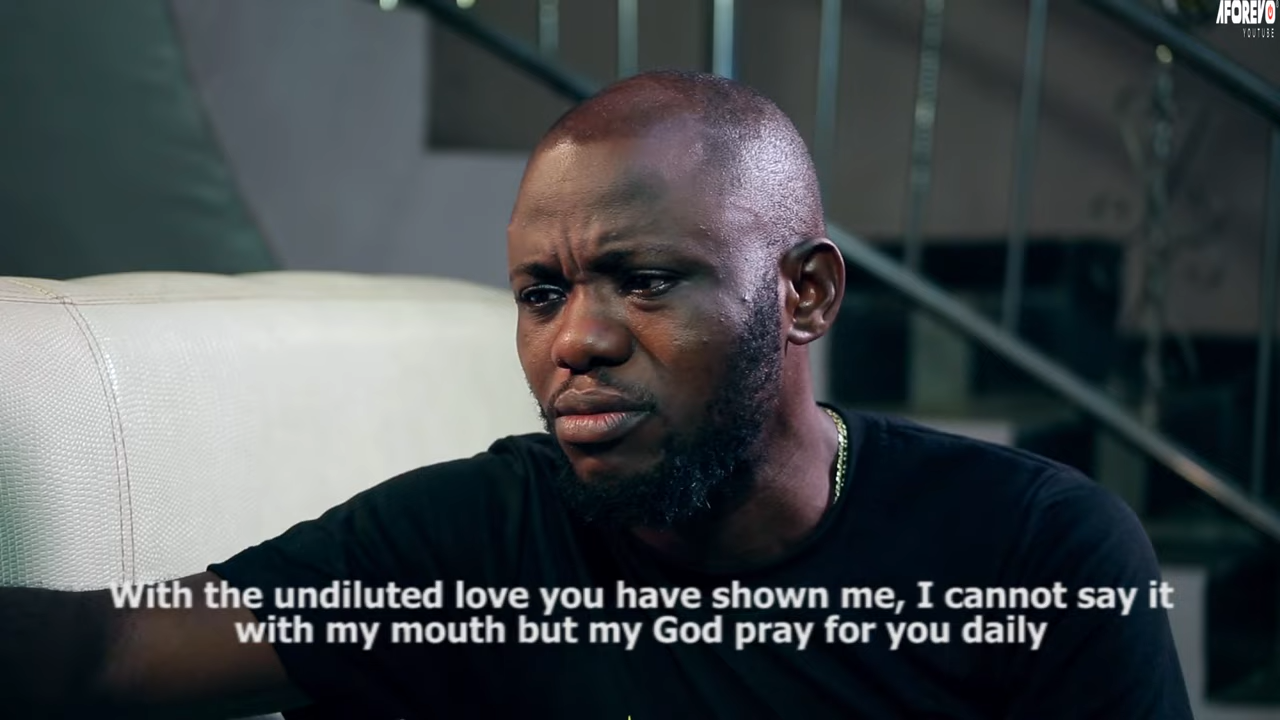 AFOREVO
YOUTUBE
With the undiluted love you have shown me, I cannot say it
with my mouth but my God pray for you daily